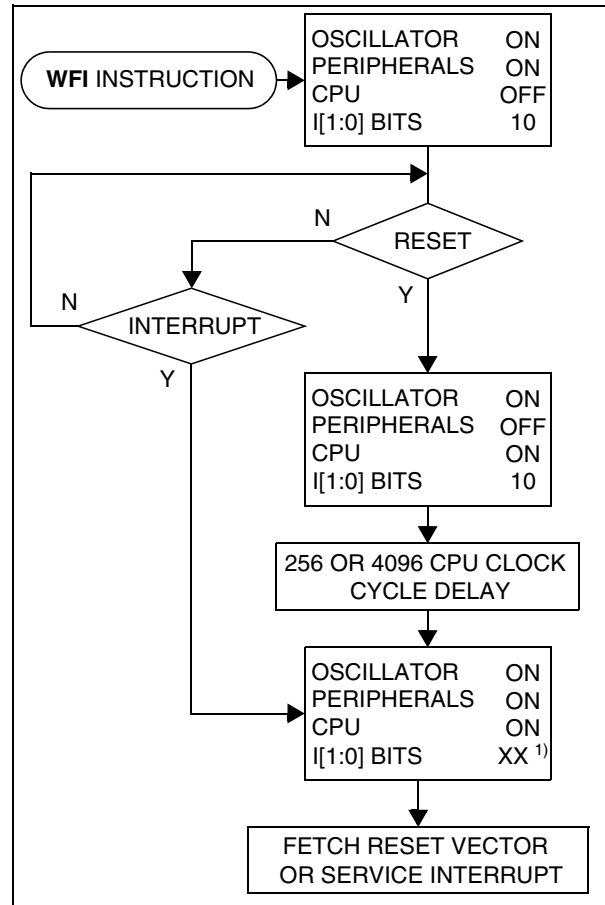 WFI INSTRUCTION
OSCILLATOR ON
PERIPHERALS ON
CPU OFF
I[1:0] BITS 10
N
RESET
Y
N
INTERRUPT
Y
OSCILLATOR ON
PERIPHERALS OFF
CPU ON
I[1:0] BITS 10
256 OR 4096 CPU CLOCK
CYCLE DELAY
OSCILLATOR ON
PERIPHERALS ON
CPU ON
I[1:0] BITS XX 1)
FETCH RESET VECTOR
OR SERVICE INTERRUPT